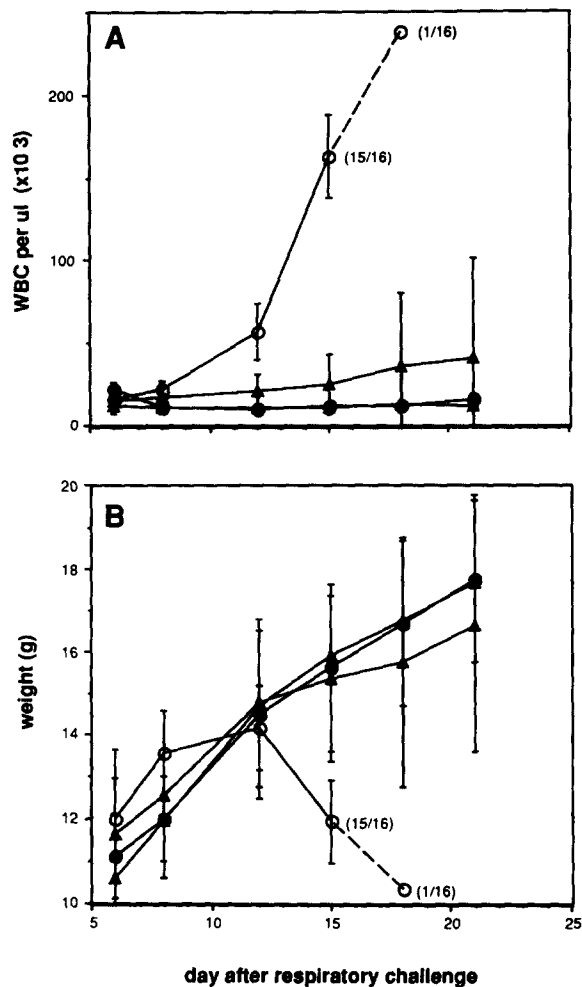 A
WBC per ul (x10 3)
200
100
0
(1/16)
(15/16)
B
weight (g)
20
18
16
14
12
10
(15/16)
(1/16)
5 10 15 20 25
day after respiratory challenge